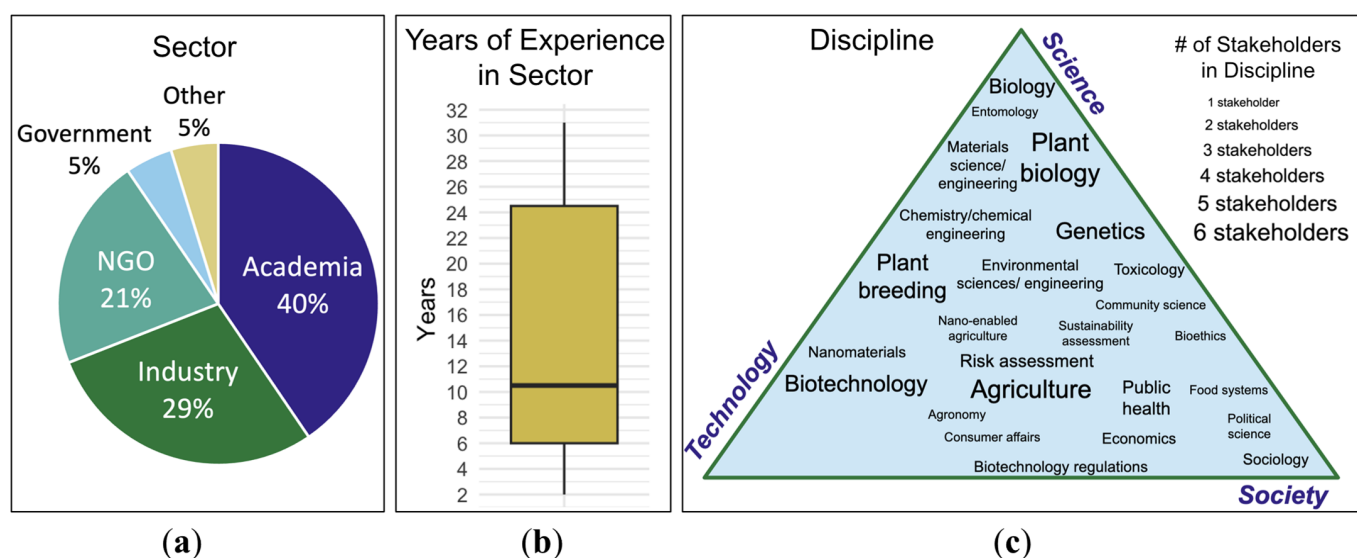 Sector
Other
5%
Government
5%
NGO
21%
Academia
40%
Industry
29%
(a)
Years of Experience
in Sector
Years
32
30
28
26
24
22
20
18
16
14
12
10
8
6
4
2
(b)
Discipline
Science
Technology
Society
# of Stakeholders
in Discipline
1 stakeholder
2 stakeholders
3 stakeholders
4 stakeholders
5 stakeholders
6 stakeholders
Biology
Entomology
Materials
science/
engineering
Plant
biology
Chemistry/chemical
engineering
Genetics
Plant
breeding
Environmental
sciences/ engineering
Toxicology
Community science
Nano-enabled
agriculture
Sustainability
assessment
Bioethics
Nanomaterials
Risk assessment
Biotechnology
Agriculture
Public
health
Food systems
Agronomy
Political
science
Consumer affairs
Economics
Sociology
Biotechnology regulations
(c)